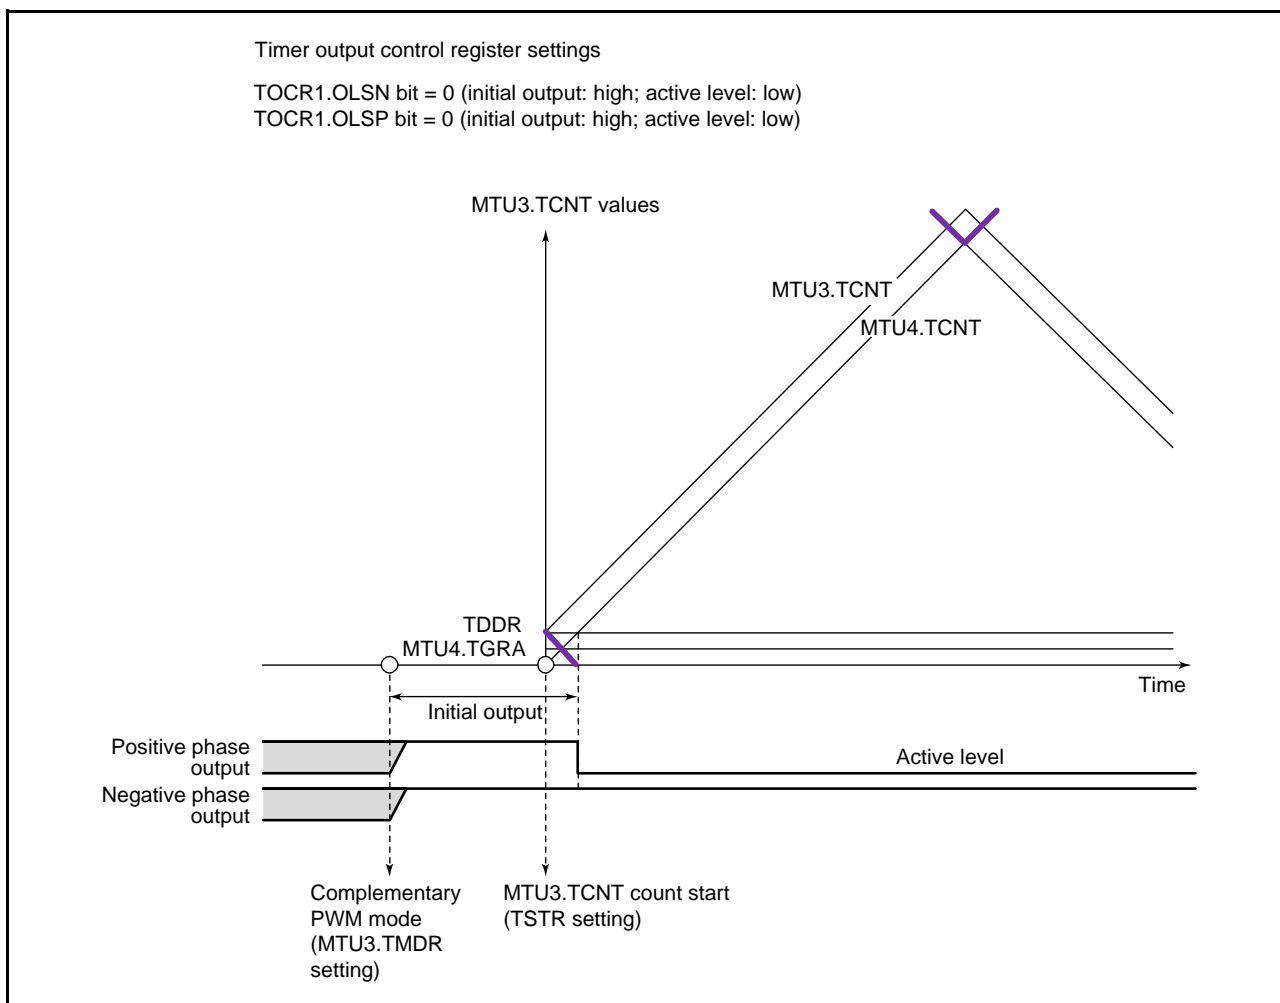 Timer output control register settings
TOCR1.OLSN bit = 0 (initial output: high; active level: low)
TOCR1.OLSP bit = 0 (initial output: high; active level: low)
MTU3.TCNT values
MTU3.TCNT
MTU4.TCNT
TDDR
MTU4.TGRA
Time
Initial output
Positive phase
output
Active level
Negative phase
output
Complementary
PWM mode
(MTU3.TMDR
setting)
MTU3.TCNT count start
(TSTR setting)